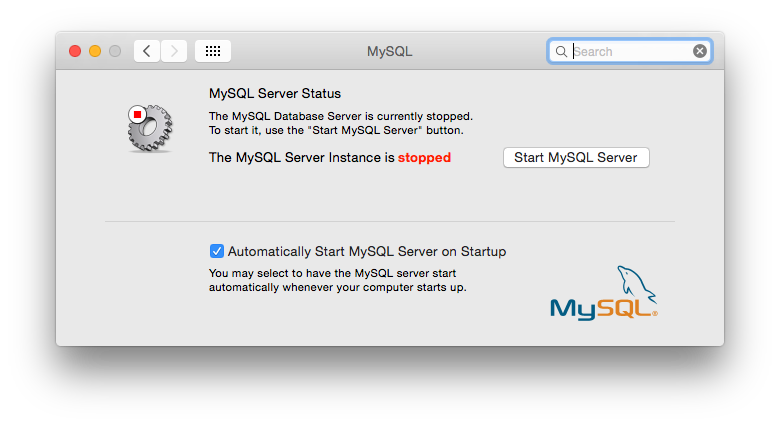 MySQL
Search
MySQL Server Status
The MySQL Database Server is currently stopped.
To start it, use the "Start MySQL Server" button.
The MySQL Server Instance is stopped
Start MySQL Server
Automatically Start MySQL Server on Startup
You may select to have the MySQL server start
automatically whenever your computer starts up.
MySQL®